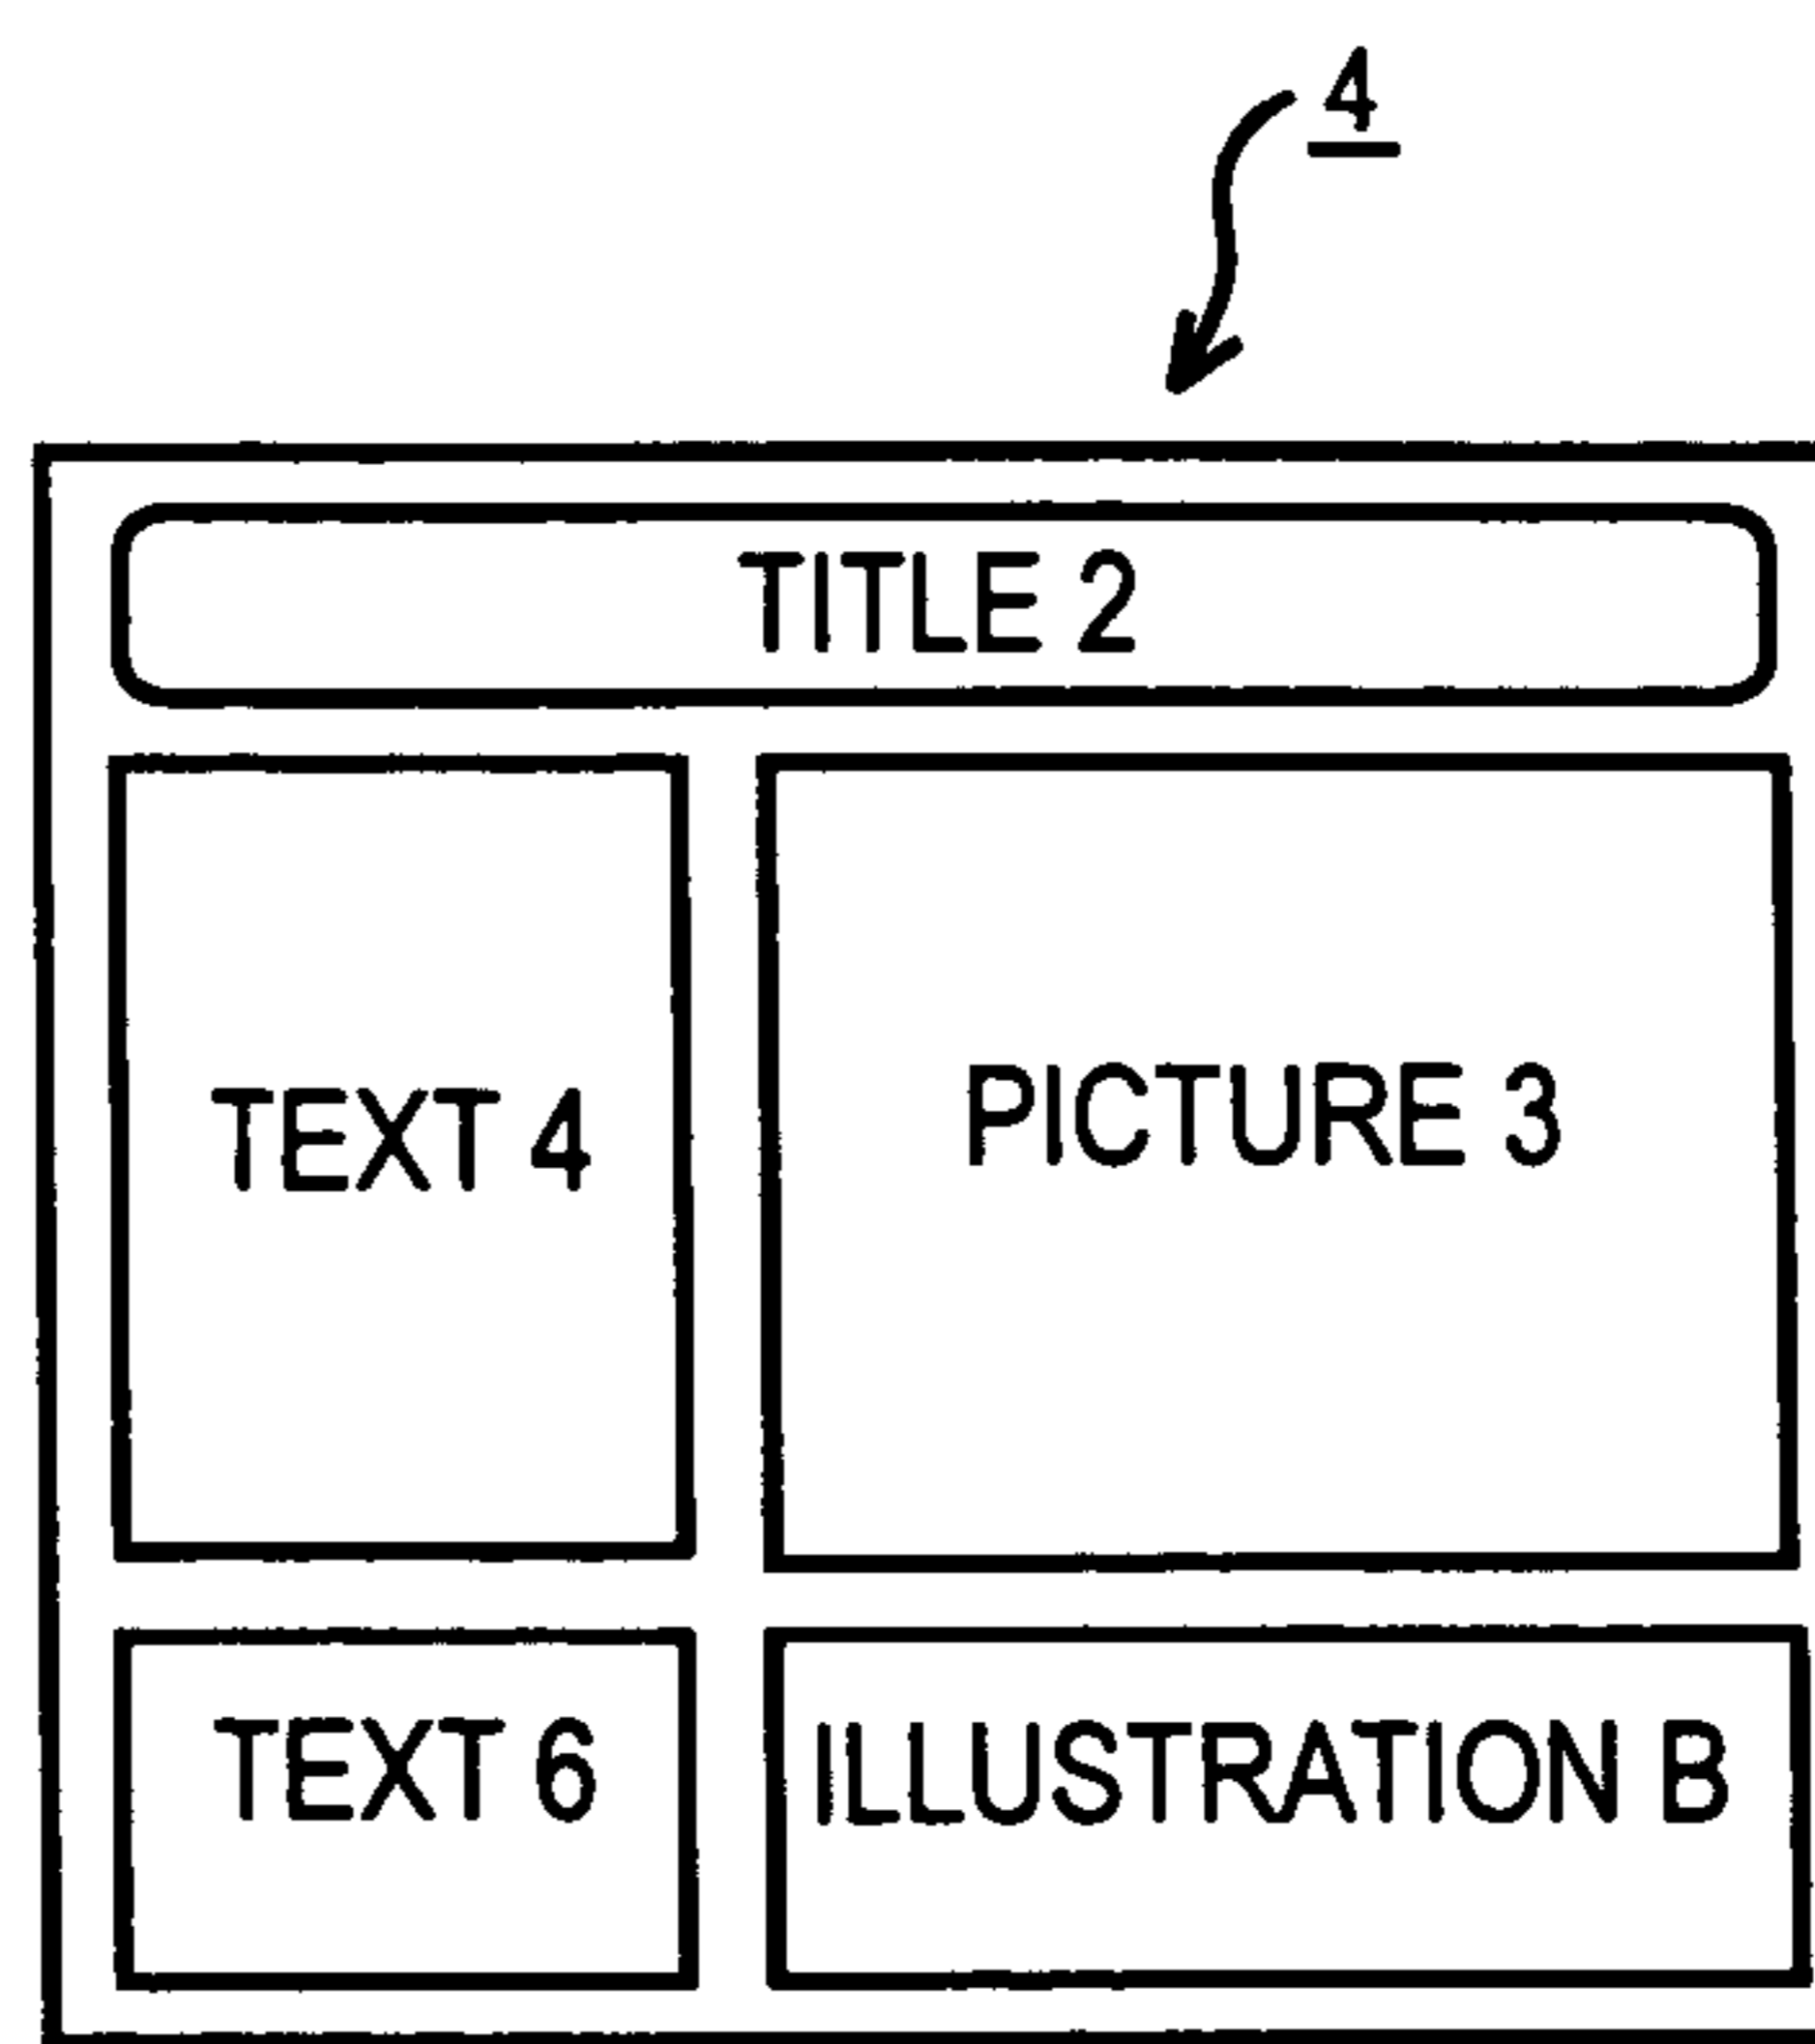 4
TITLE 2
TEXT 4
PICTURE 3
TEXT 6
ILLUSTRATION B